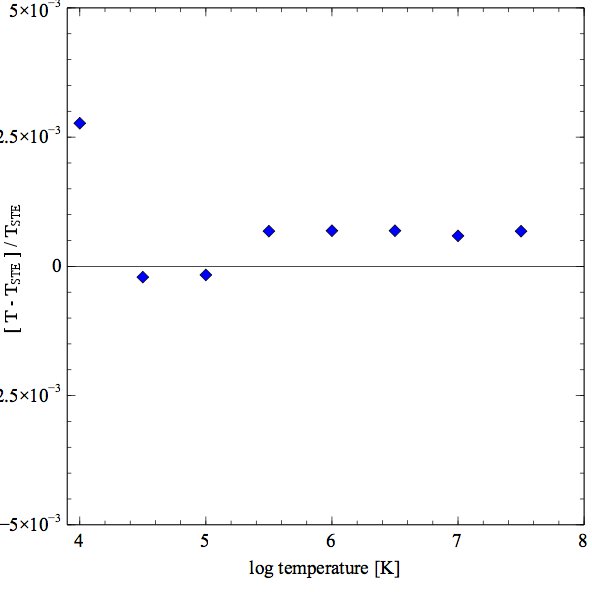 5×10⁻³
2.5×10⁻³
0
2.5×10⁻³
−5×10⁻³
[ T - T_STE ] / T_STE
4 5 6 7 8
log temperature [K]